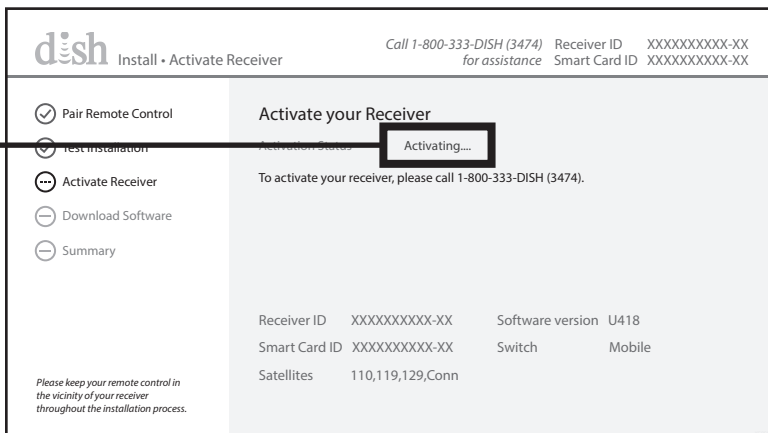 dish Install • Activate Receiver
Call 1-800-333-DISH (3474) Receiver ID XXXXXXXXXX-XX
for assistance Smart Card ID XXXXXXXXXX-XX
Pair Remote Control
Test Installation
Activate Receiver
Download Software
Summary
Please keep your remote control in
the vicinity of your receiver
throughout the installation process.
Activate your Receiver
Activation Status Activating....
To activate your receiver, please call 1-800-333-DISH (3474).
Receiver ID XXXXXXXXXX-XX Software version U418
Smart Card ID XXXXXXXXXX-XX Switch Mobile
Satellites 110,119,129,Conn